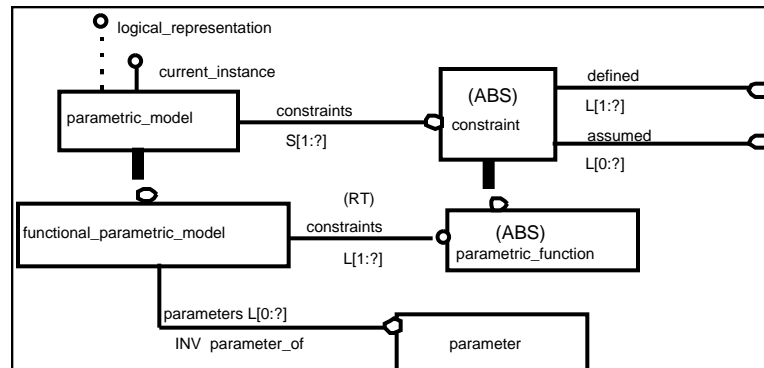 logical_representation
current_instance
parametric_model
constraints
S[1:?]
(ABS)
constraint
defined
L[1:?]
assumed
L[0:?]
functional_parametric_model
(RT)
constraints
L[1:?]
(ABS)
parametric_function
parameters L[0:?]
INV parameter_of
parameter